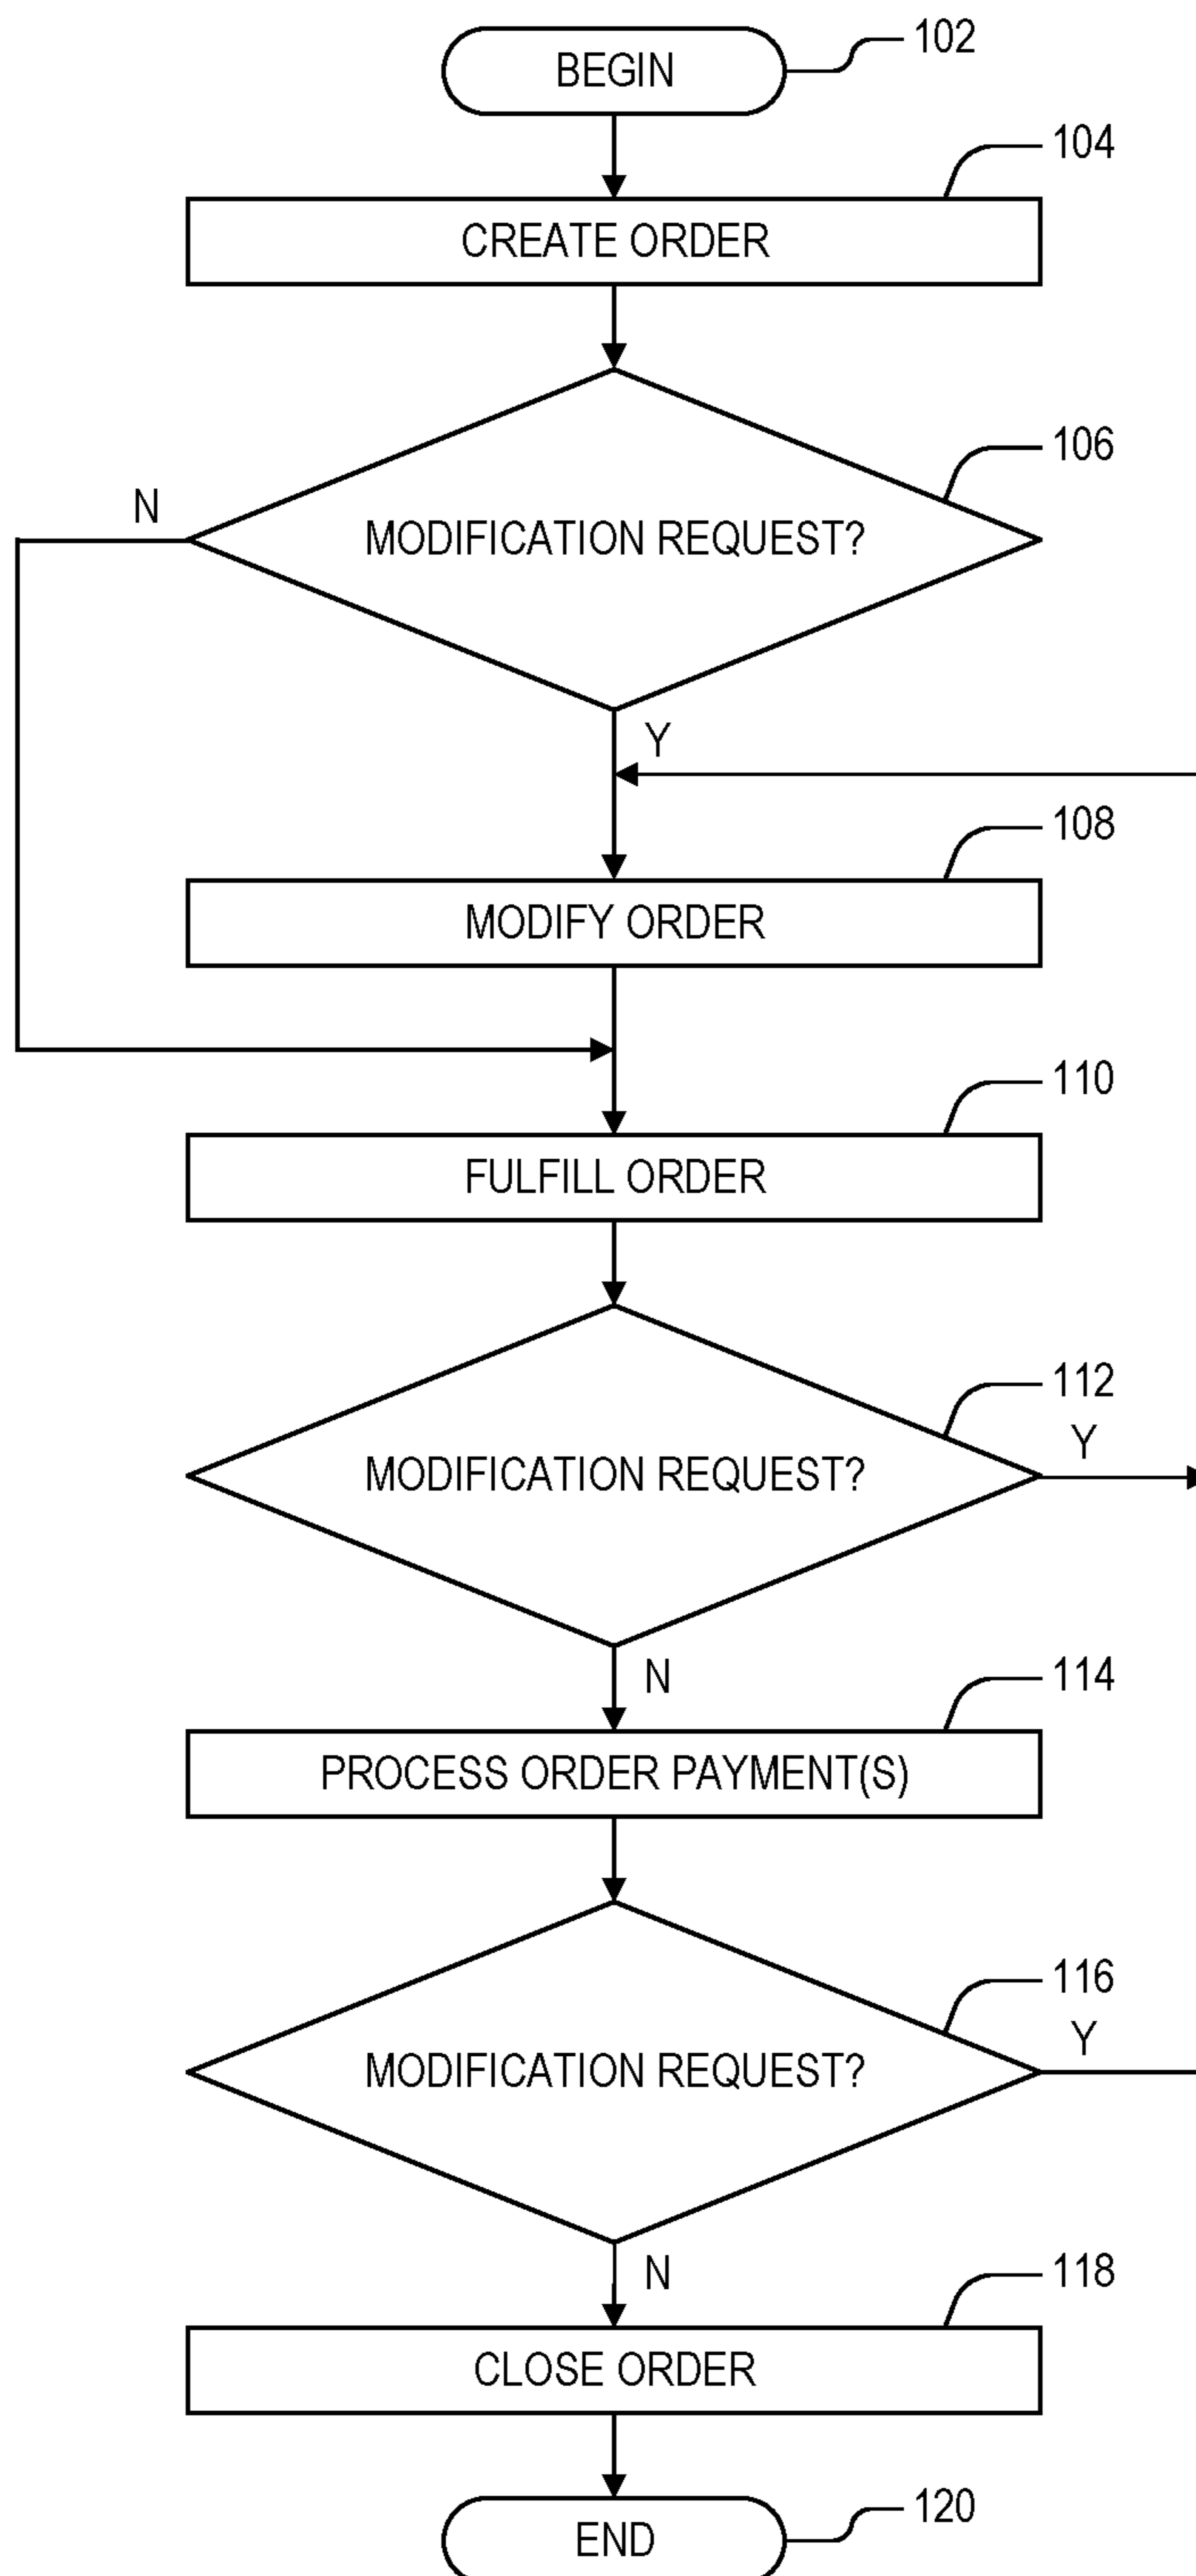 BEGIN
102
104
CREATE ORDER
106
N
MODIFICATION REQUEST?
Y
108
MODIFY ORDER
110
FULFILL ORDER
112
Y
MODIFICATION REQUEST?
N
114
PROCESS ORDER PAYMENT(S)
116
Y
MODIFICATION REQUEST?
N
118
CLOSE ORDER
120
END